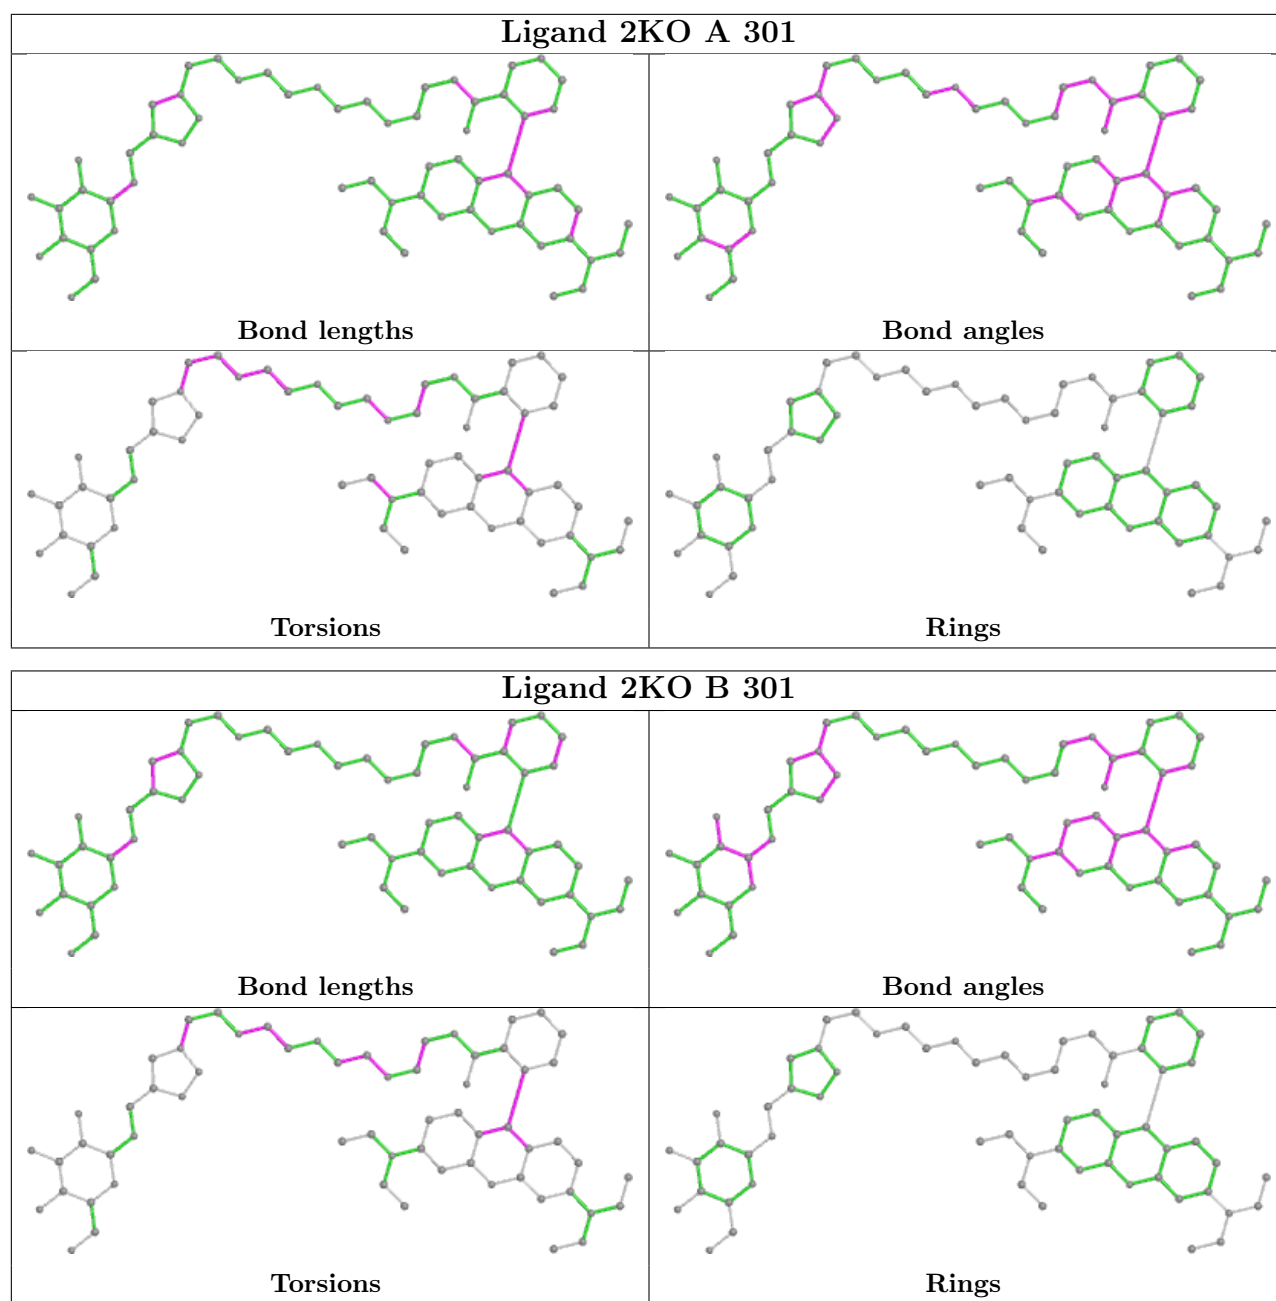 Ligand 2KO A 301
Bond lengths
Bond angles
Torsions
Rings
Ligand 2KO B 301
Bond lengths
Bond angles
Torsions
Rings